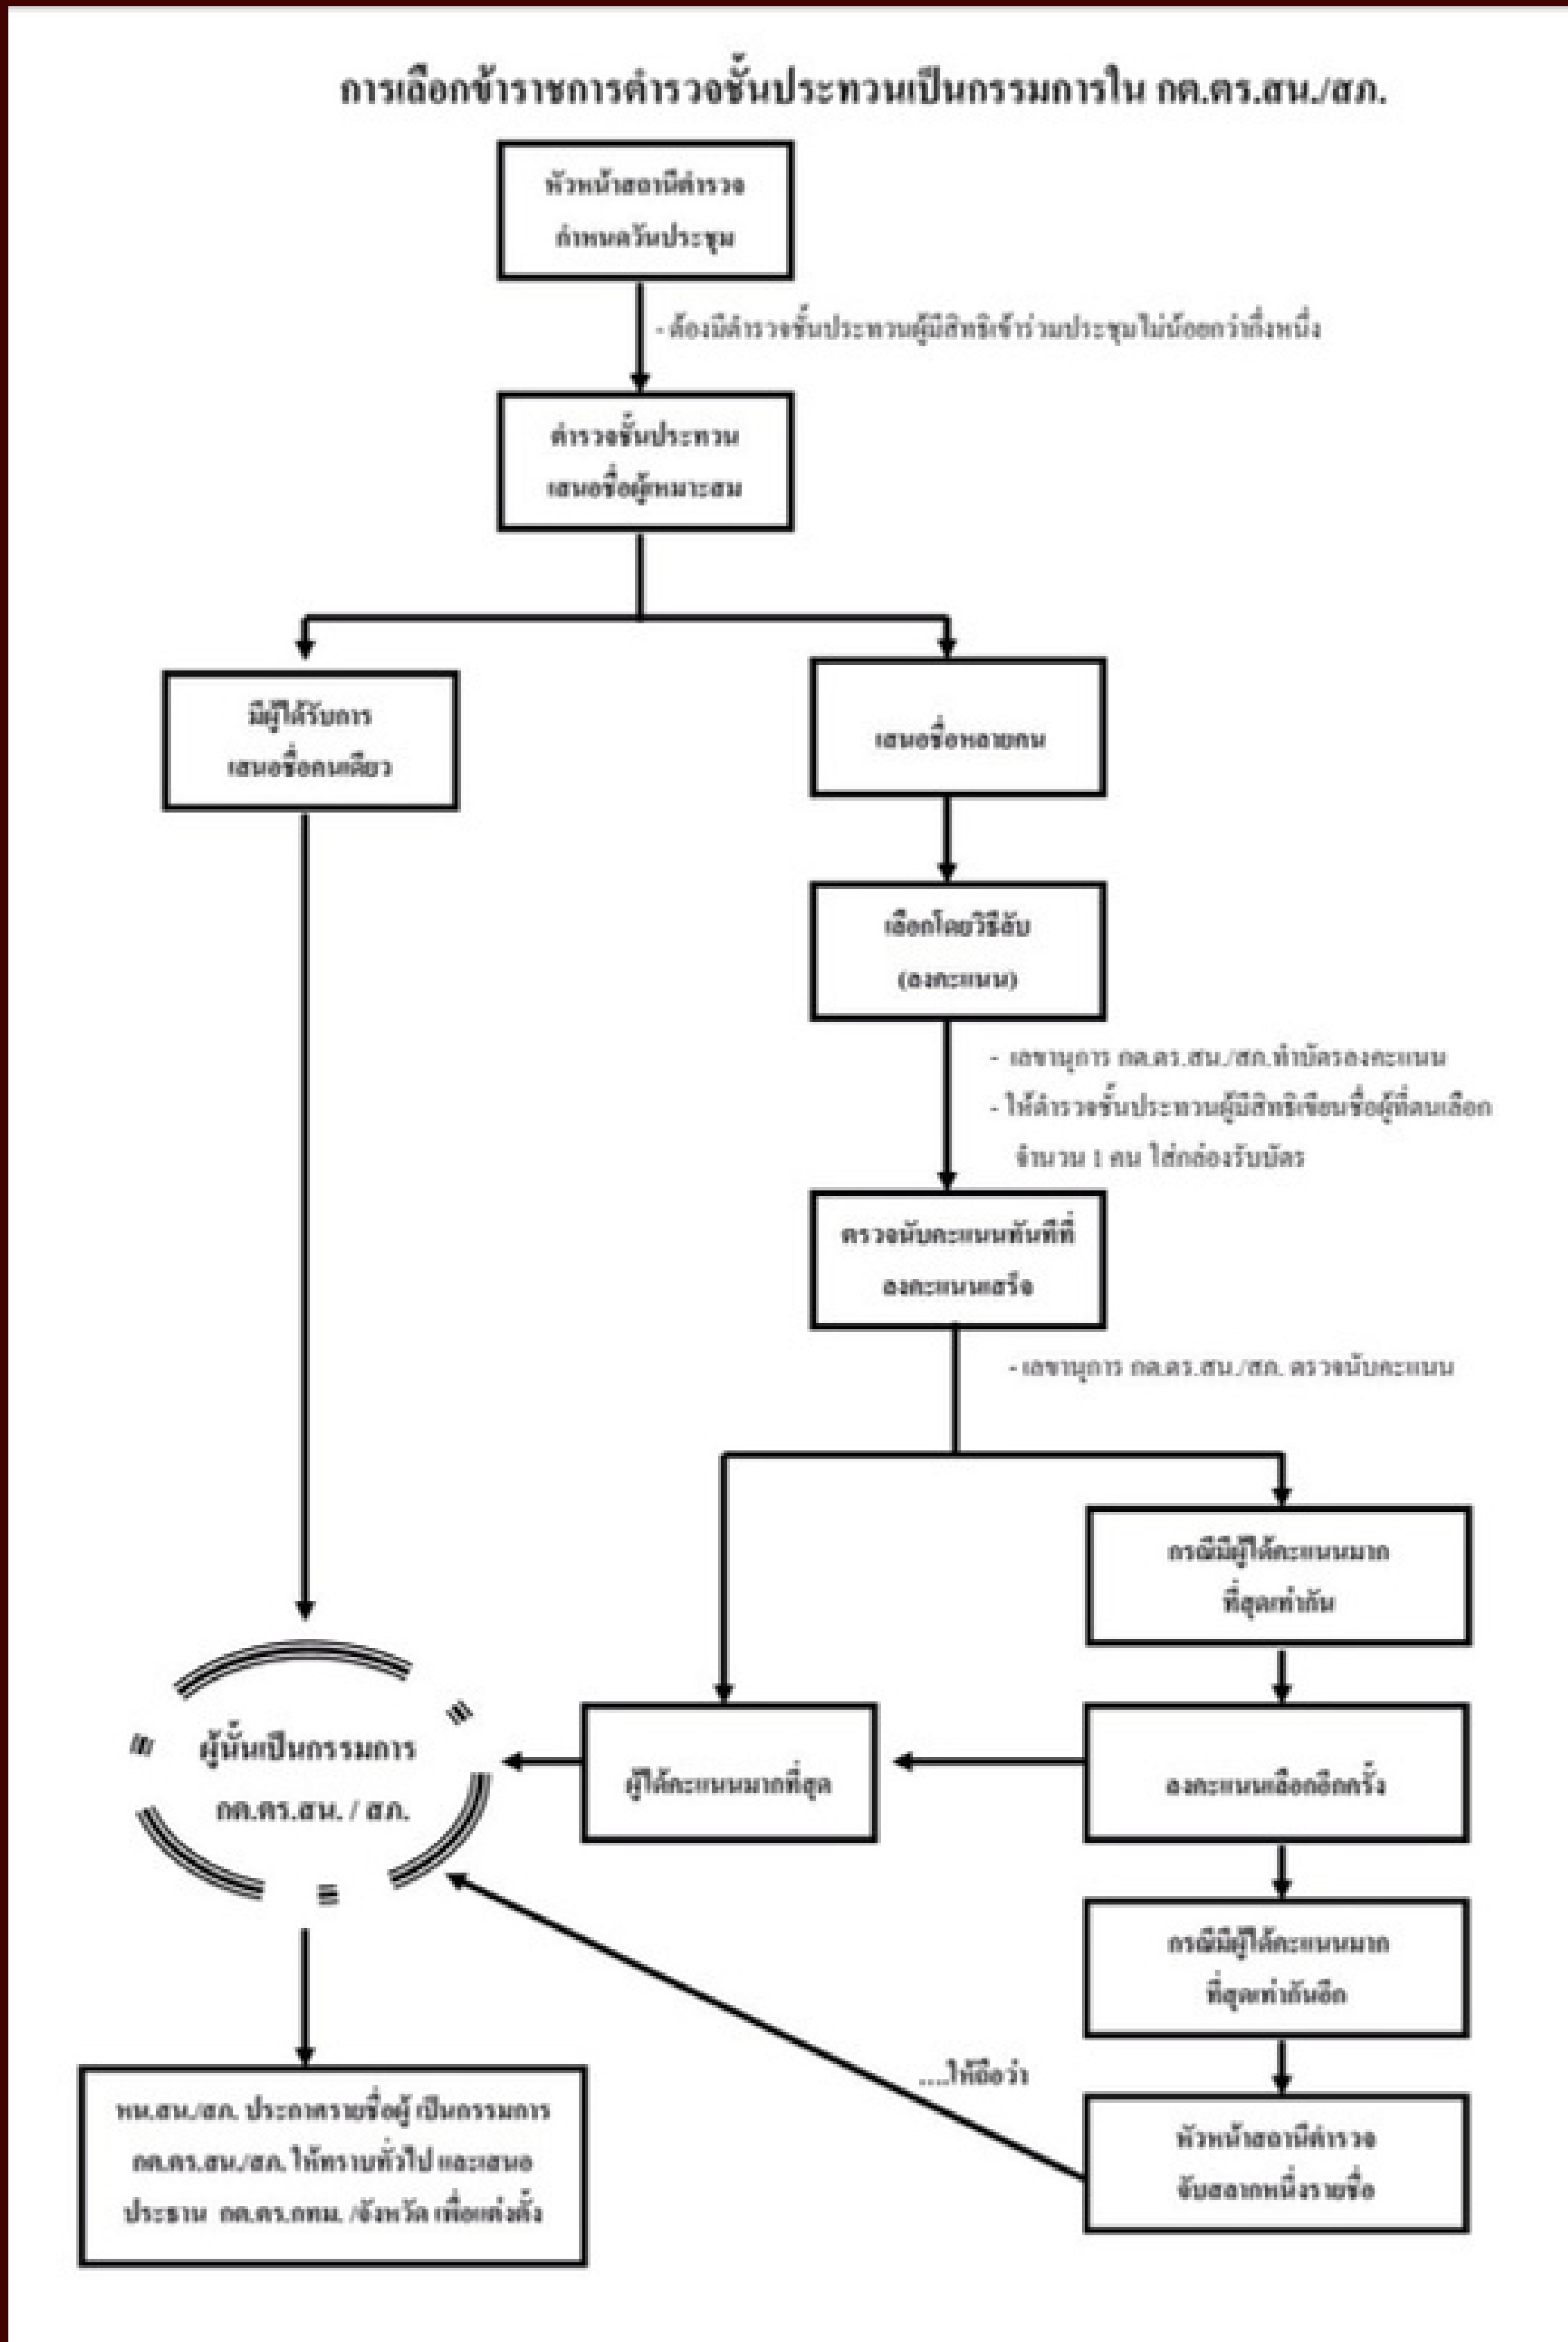 การเลือกข้าราชการตำรวจชั้นประทวนเป็นกรรมการใน กต.ตร.สน./สภ.
หัวหน้าสถานีตำรวจ
กำหนดวันประชุม
- ต้องมีตำรวจชั้นประทวนผู้มีสิทธิเข้าร่วมประชุมไม่น้อยกว่ากึ่งหนึ่ง
ตำรวจชั้นประทวน
เสนอชื่อผู้เหมาะสม
มีผู้ได้รับการ
เสนอชื่อคนเดียว
เสนอชื่อหลายคน
เลือกโดยวิธีลับ
(ลงคะแนน)
- เลขานุการ กต.ตร.สน./สภ.ทำบัตรลงคะแนน
- ให้ตำรวจชั้นประทวนผู้มีสิทธิเขียนชื่อผู้ที่ตนเลือก
จำนวน 1 คน ใส่กล่องรับบัตร
ตรวจนับคะแนนทันทีที่
ลงคะแนนเสร็จ
- เลขานุการ กต.ตร.สน./สภ. ตรวจนับคะแนน
กรณีมีผู้ได้คะแนนมาก
ที่สุดเท่ากัน
ผู้นั้นเป็นกรรมการ
กต.ตร.สน. / สภ.
ผู้ได้คะแนนมากที่สุด
ลงคะแนนเลือกอีกครั้ง
กรณีมีผู้ได้คะแนนมาก
ที่สุดเท่ากันอีก
....ให้ถือว่า
หัวหน้าสถานีตำรวจ
จับสลากหนึ่งรายชื่อ
หน.สน./สภ. ประกาศรายชื่อผู้ เป็นกรรมการ
กต.ตร.สน./สภ. ให้ทราบทั่วไป และเสนอ
ประธาน กต.ตร.กทม. /จังหวัด เพื่อแต่งตั้ง